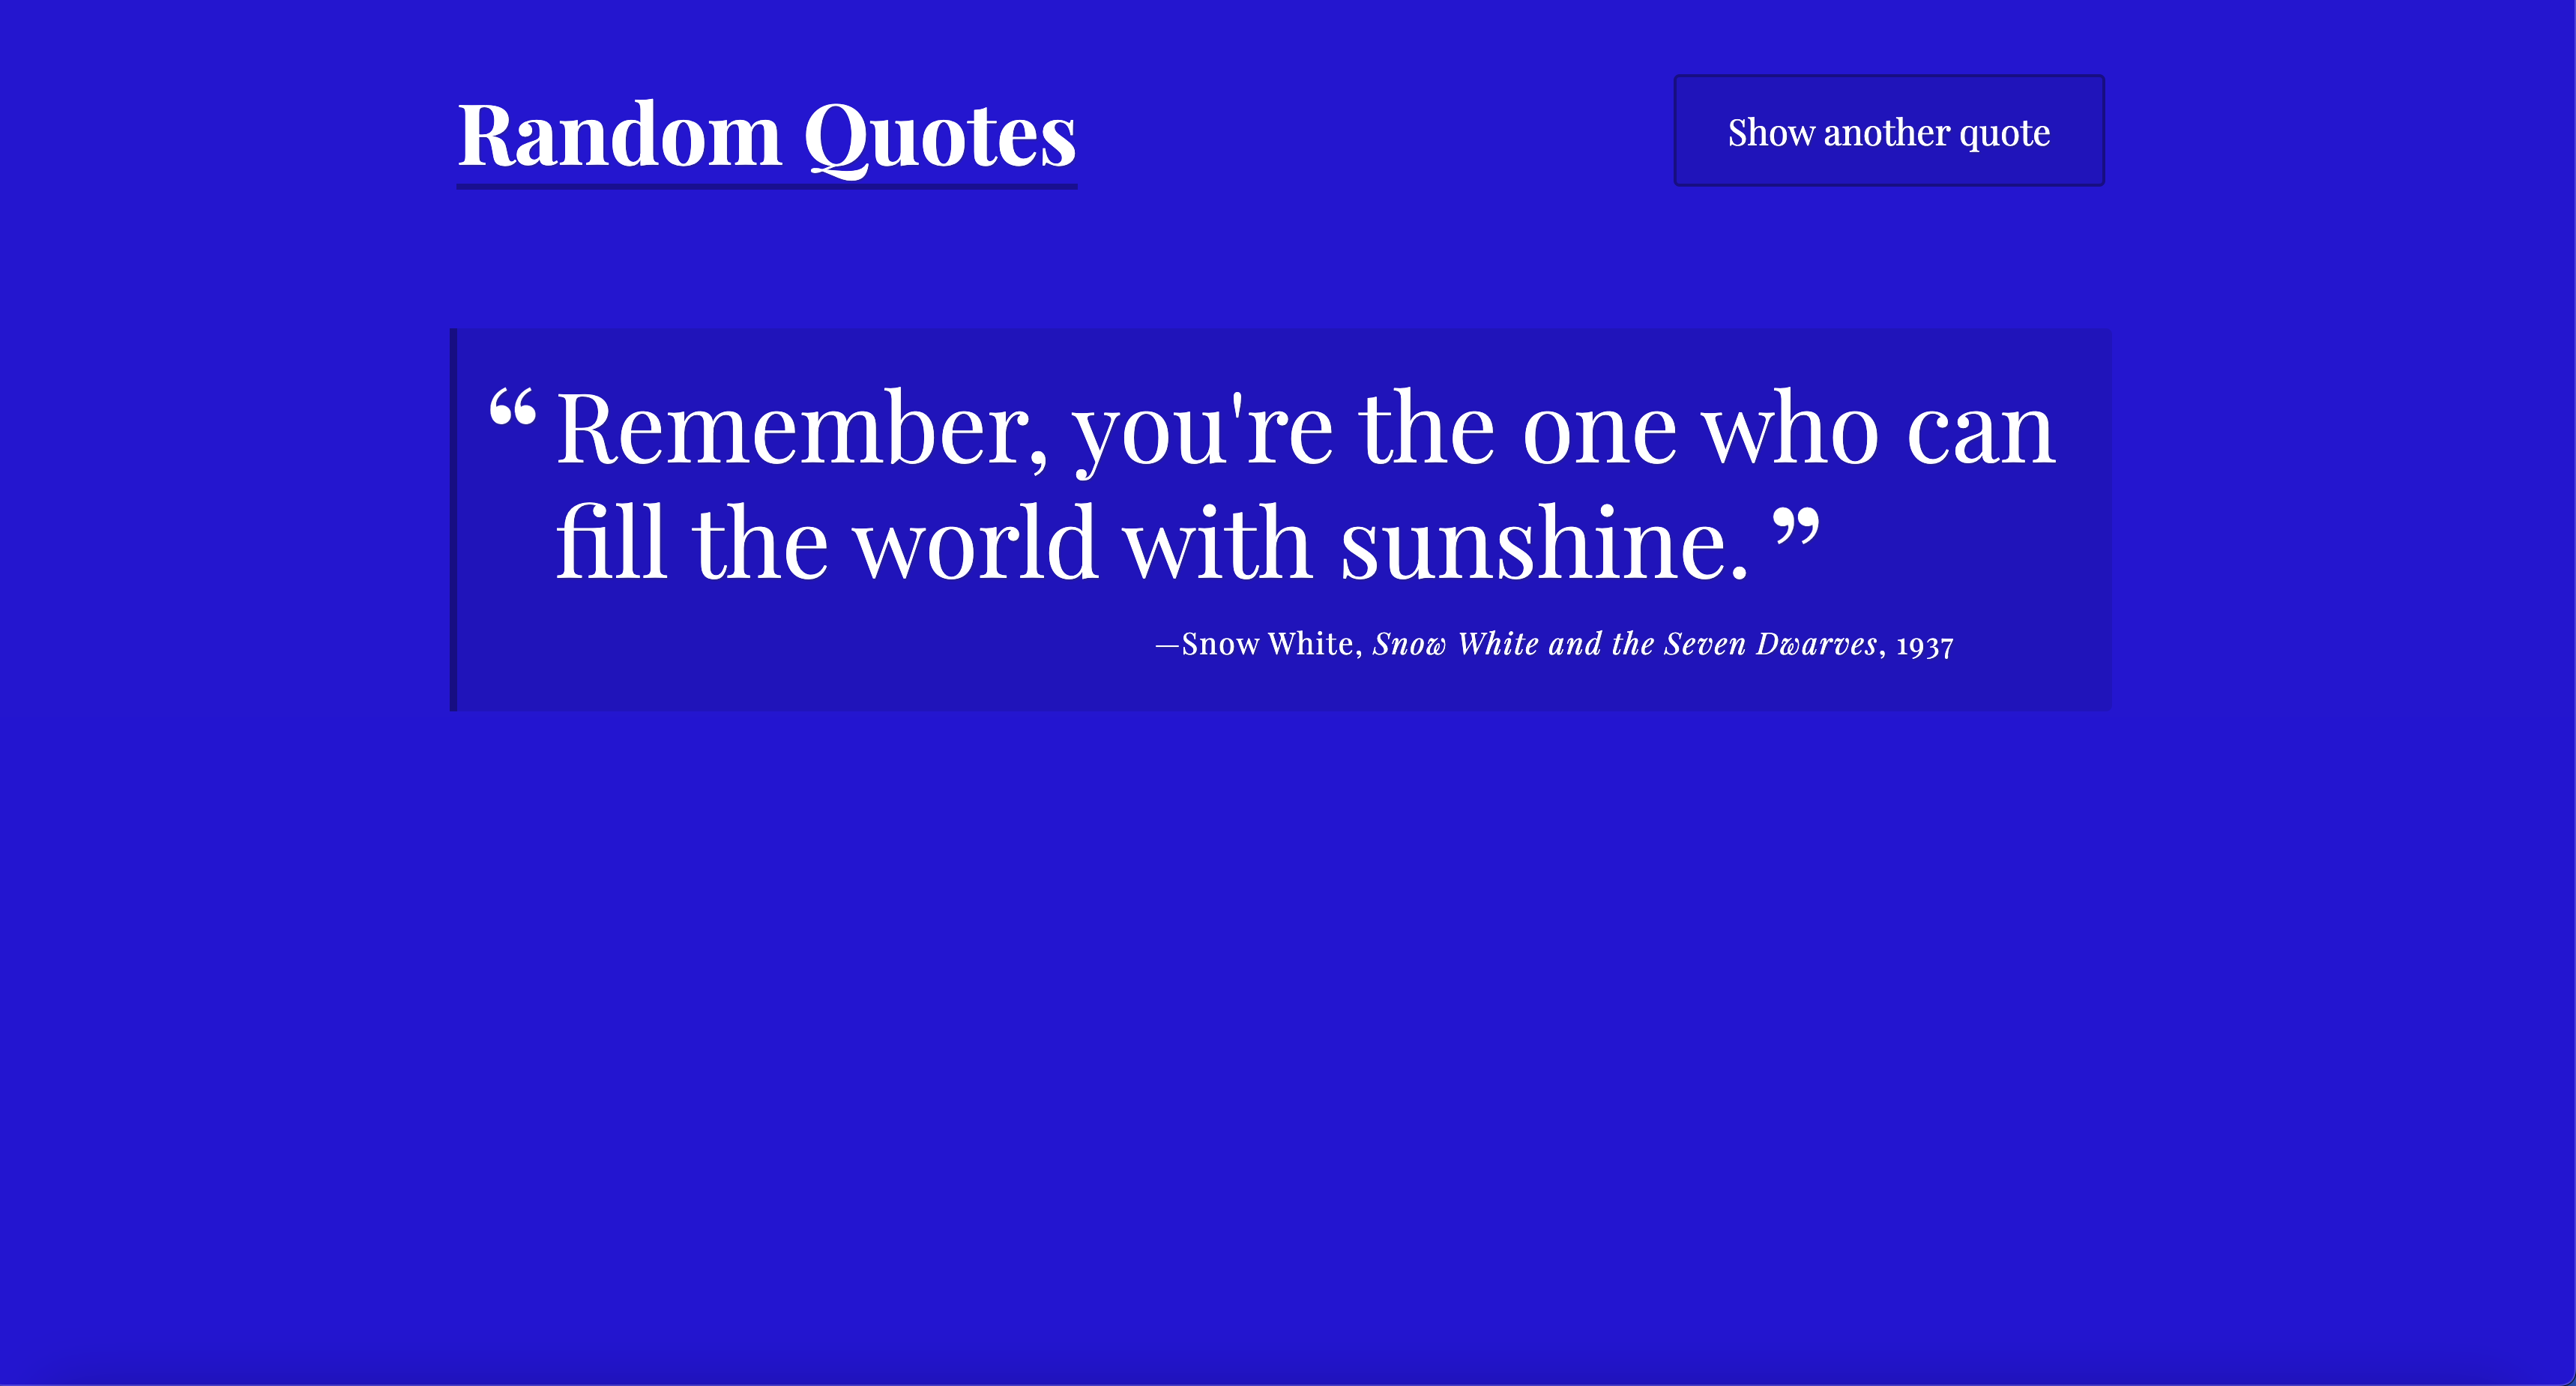 Random Quotes
Show another quote
“ Remember, you're the one who can
fill the world with sunshine. ”
—Snow White, Snow White and the Seven Dwarves, 1937